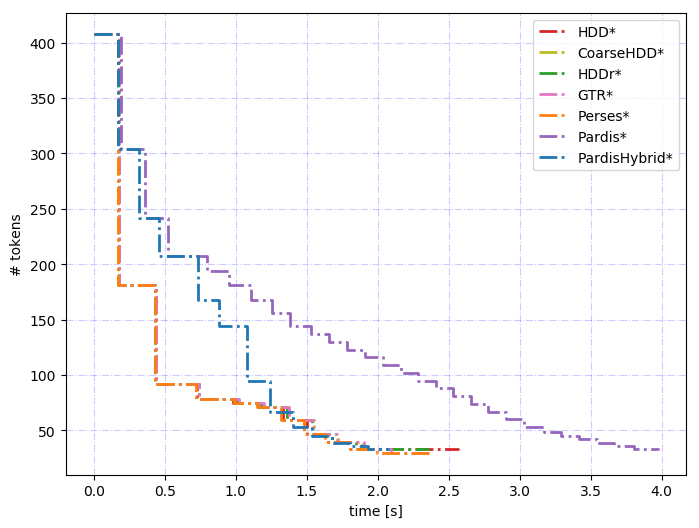 HDD*
CoarseHDD*
HDDr*
GTR*
Perses*
Pardis*
PardisHybrid*
# tokens
400
350
300
250
200
150
100
50
0.0 0.5 1.0 1.5 2.0 2.5 3.0 3.5 4.0
time [s]